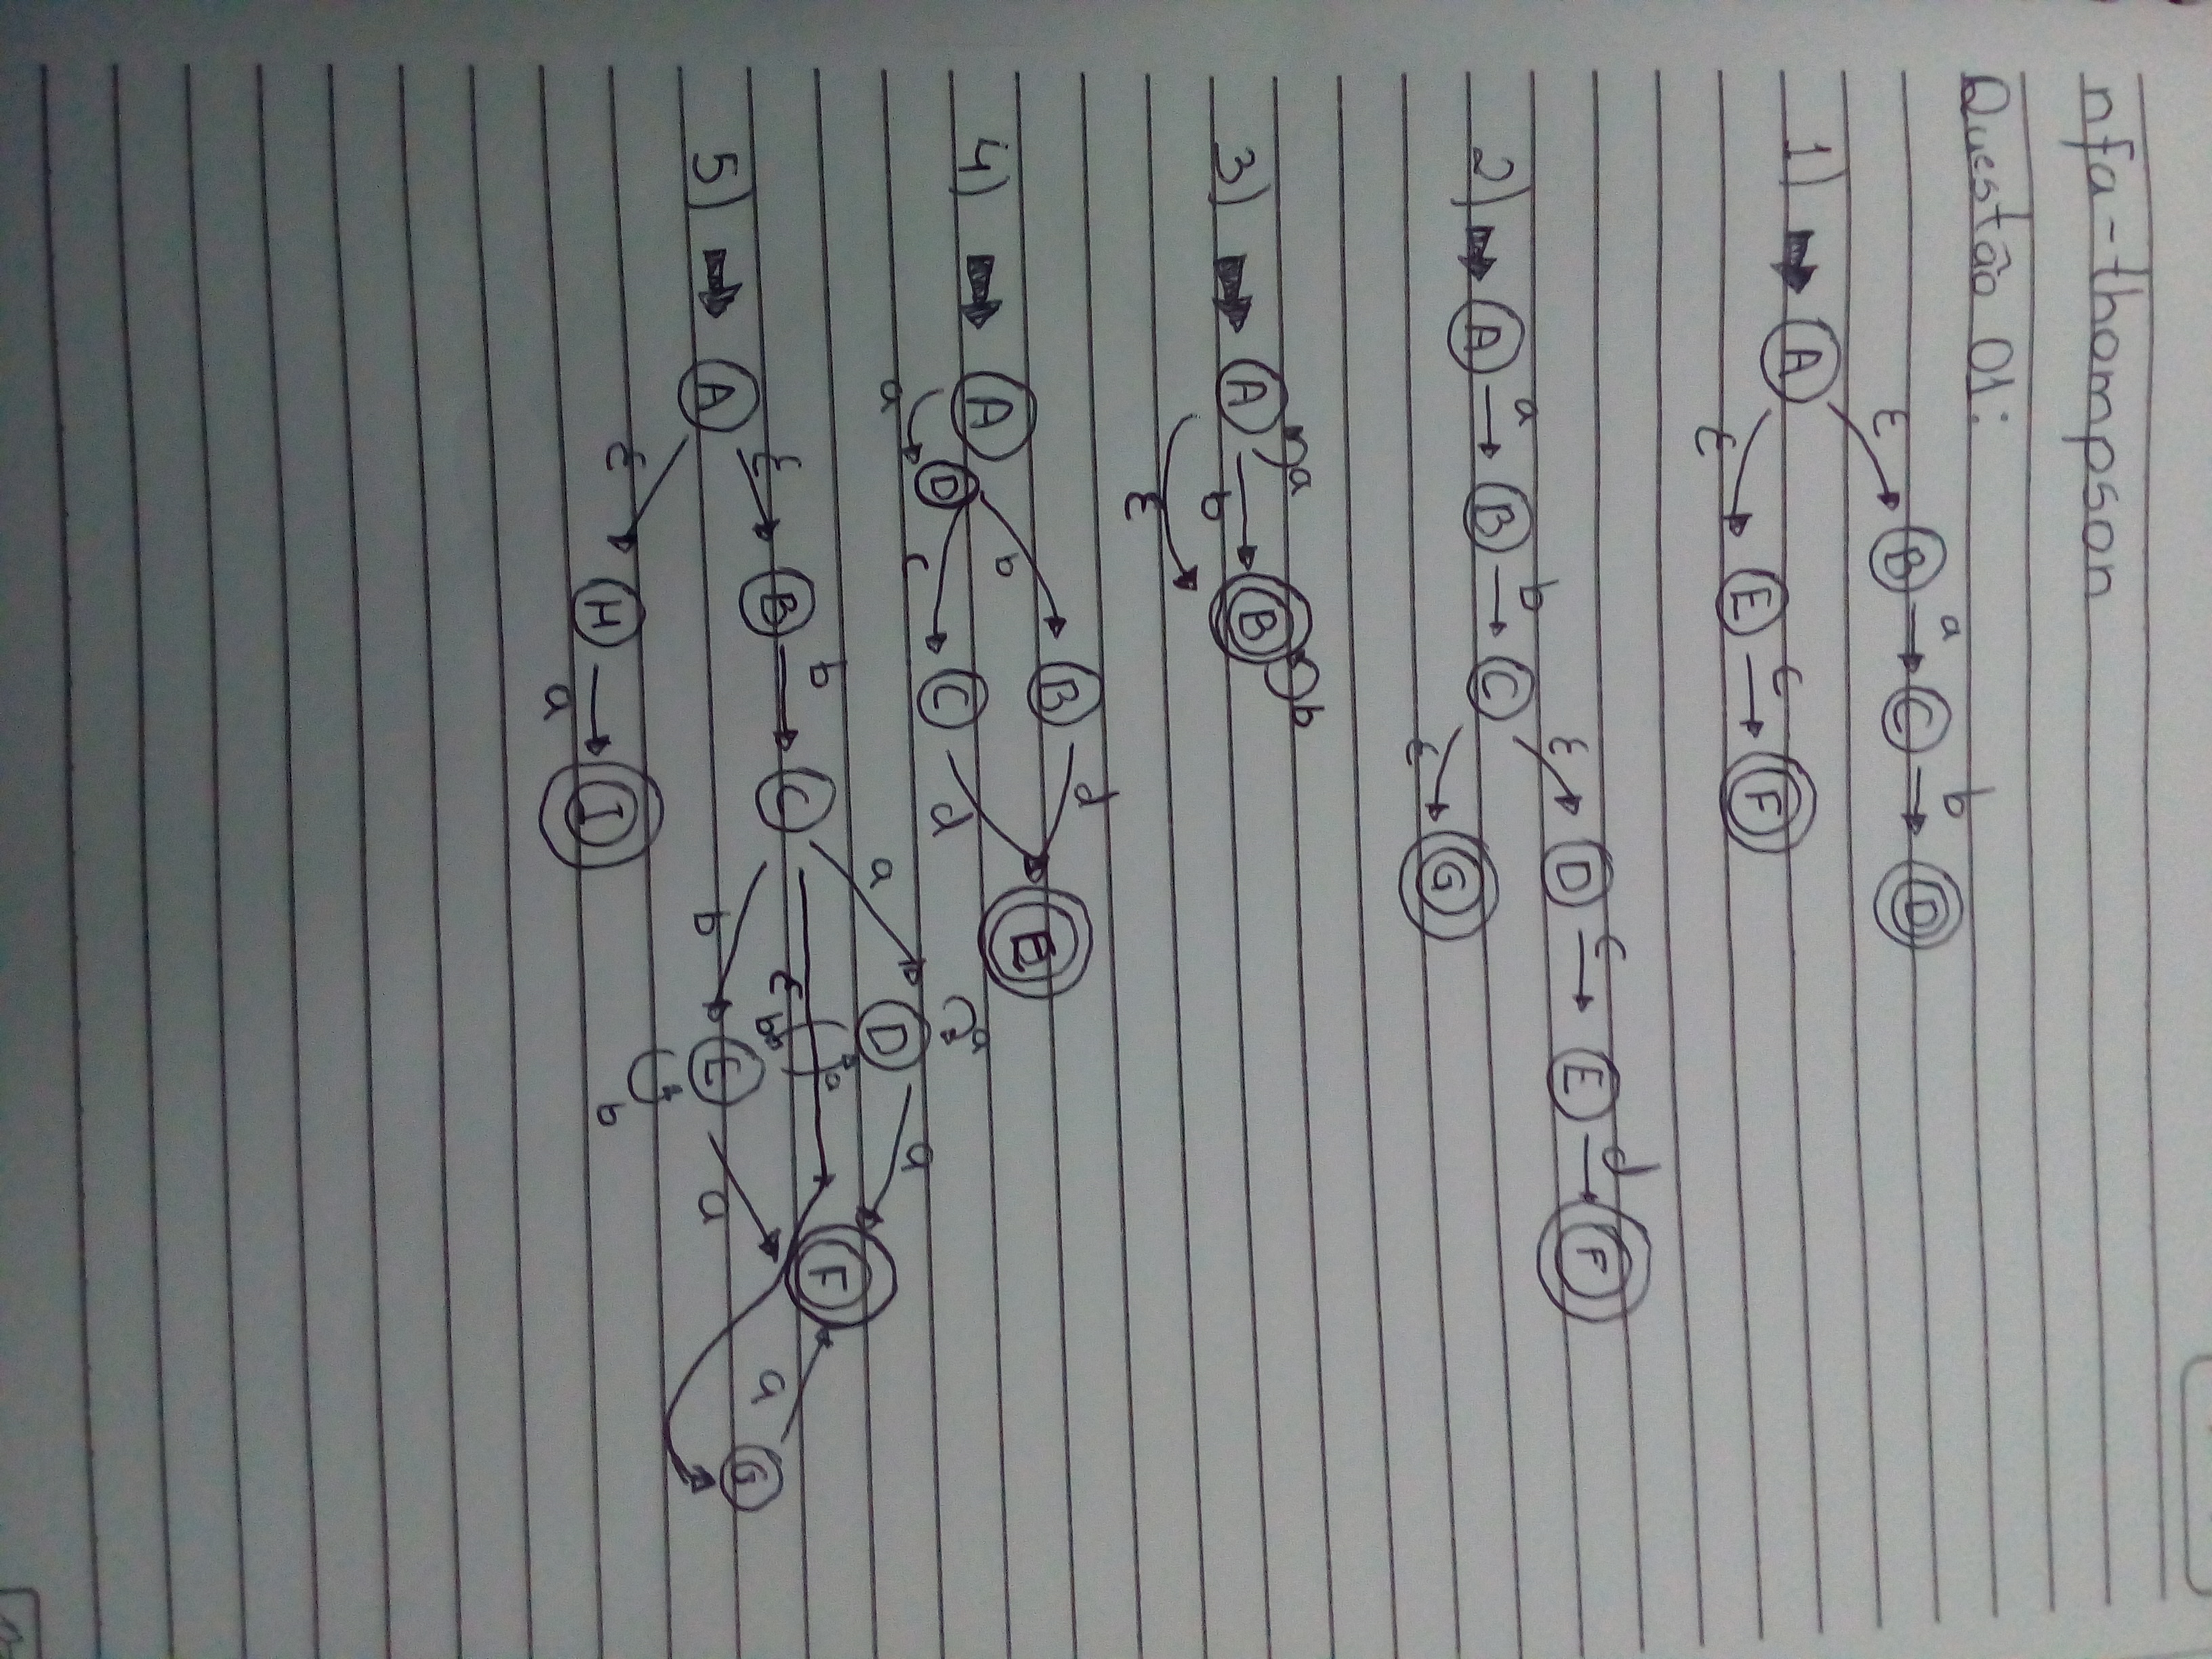 nfa-thompson
Questão 01:
a b
B C D
ε
1) A
c
E F
ε
c d
ε D E F
a b
2) A B C
G
ε
a b
3) A B
b
ε
d
B
b E
4) A
D C
c d
a
a
D a
a F
b a
ε B C ε
b b a G
5) A E
b a
b
ε H I
a